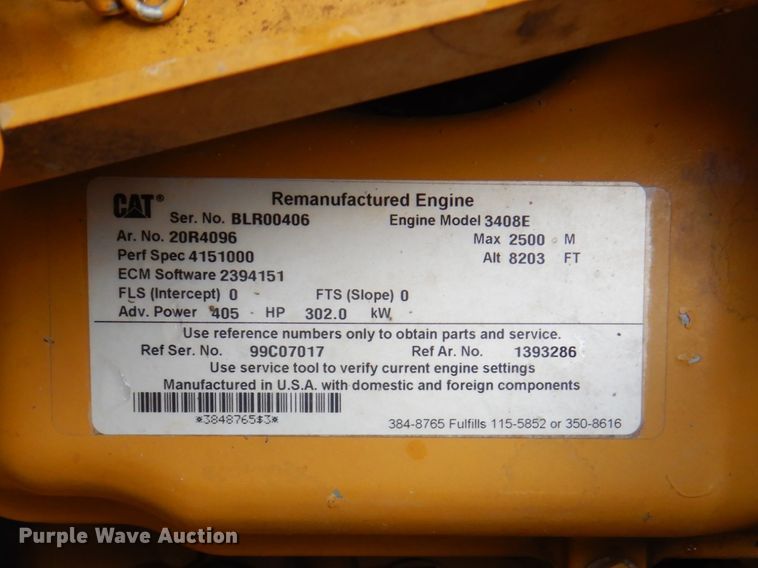 CAT® Remanufactured Engine
Ser. No. BLR00406 Engine Model 3408E
Ar. No. 20R4096 Max 2500 M
Perf Spec 4151000 Alt 8203 FT
ECM Software 2394151
FLS (Intercept) 0 FTS (Slope) 0
Adv. Power 405 HP 302.0 kW
Use reference numbers only to obtain parts and service.
Ref Ser. No. 99C07017 Ref Ar. No. 1393286
Use service tool to verify current engine settings
Manufactured in U.S.A. with domestic and foreign components
*3848765$3*
384-8765 Fulfills 115-5852 or 350-8616
Purple Wave Auction®